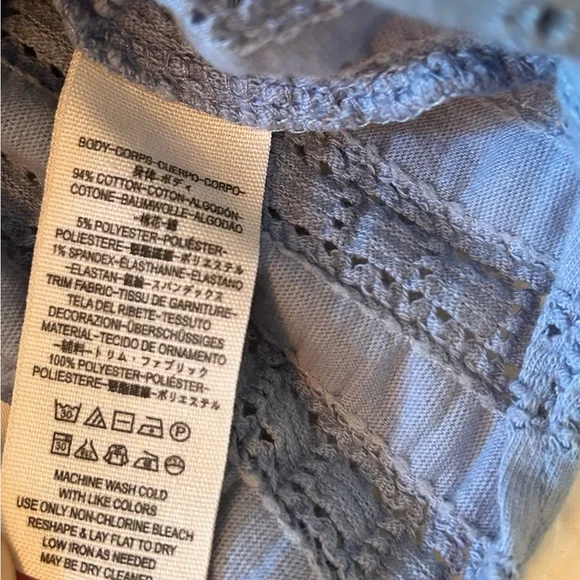 BODY-CORPS-CUERPO-CORPO-
身体-ボディ
94% COTTON-COTON-ALGODÓN-
COTONE-BAUMWOLLE-ALGODÃO
-棉-綿
5% POLYESTER-POLIÉSTER-
POLIESTERE-聚酯纖維-ポリエステル
1% SPANDEX-ÉLASTHANNE-ELASTANO
-ELASTAN-氨綸-スパンデックス
TRIM FABRIC-TISSU DE GARNITURE-
TELA DEL RIBETE-TESSUTO
DECORAZIONI-ÜBERSCHÜSSIGES
MATERIAL-TECIDO DE ORNAMENTO
-輔料-トリム・ファブリック
100% POLYESTER-POLIÉSTER-
POLIESTERE-聚酯纖維-ポリエステル
30
P
30
MACHINE WASH COLD
WITH LIKE COLORS
USE ONLY NON-CHLORINE BLEACH
RESHAPE & LAY FLAT TO DRY
LOW IRON AS NEEDED
MAY BE DRY CLEANED